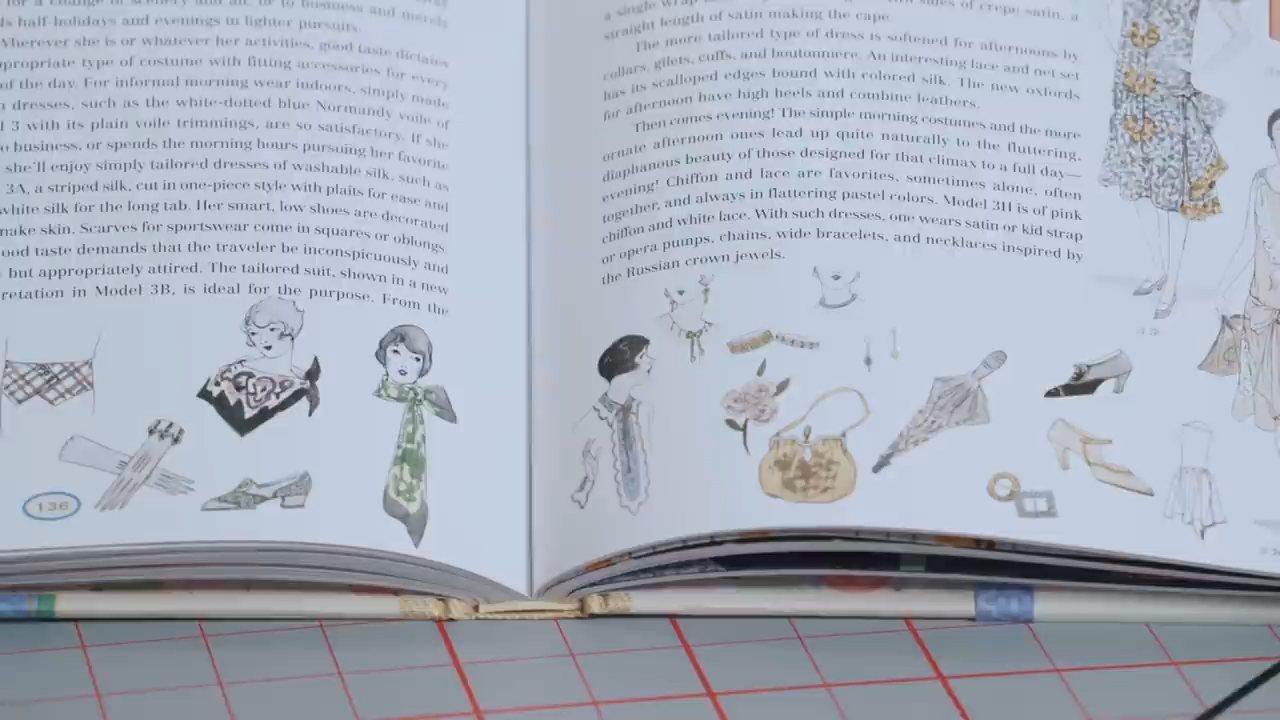 for a change of scenery and air, or to business and merely
s half-holidays and evenings in lighter pursuits.
Wherever she is or whatever her activities, good taste dictates
propriate type of costume with fitting accessories for every
of the day. For informal morning wear indoors, simply made
dresses, such as the white-dotted blue Normandy voile of
3 with its plain voile trimmings, are so satisfactory. If she
o business, or spends the morning hours pursuing her favorite
she'll enjoy simply tailored dresses of washable silk, such as
3A, a striped silk, cut in one-piece style with plaits for ease and
white silk for the long tab. Her smart, low shoes are decorated
nake skin. Scarves for sportswear come in squares or oblongs.
ood taste demands that the traveler be inconspicuously and
but appropriately attired. The tailored suit, shown in a new
retation in Model 3B, is ideal for the purpose. From the
136
a single wrap sides of crepe satin, a
straight length of satin making the cape.
The more tailored type of dress is softened for afternoons by
collars, gilets, cuffs, and boutonniere. An interesting lace and net set
has its scalloped edges bound with colored silk. The new oxfords
for afternoon have high heels and combine leathers.
Then comes evening! The simple morning costumes and the more
ornate afternoon ones lead up quite naturally to the fluttering,
diaphanous beauty of those designed for that climax to a full day—
evening! Chiffon and lace are favorites, sometimes alone, often
together, and always in flattering pastel colors. Model 3H is of pink
chiffon and white lace. With such dresses, one wears satin or kid strap
or opera pumps, chains, wide bracelets, and necklaces inspired by
the Russian crown jewels.